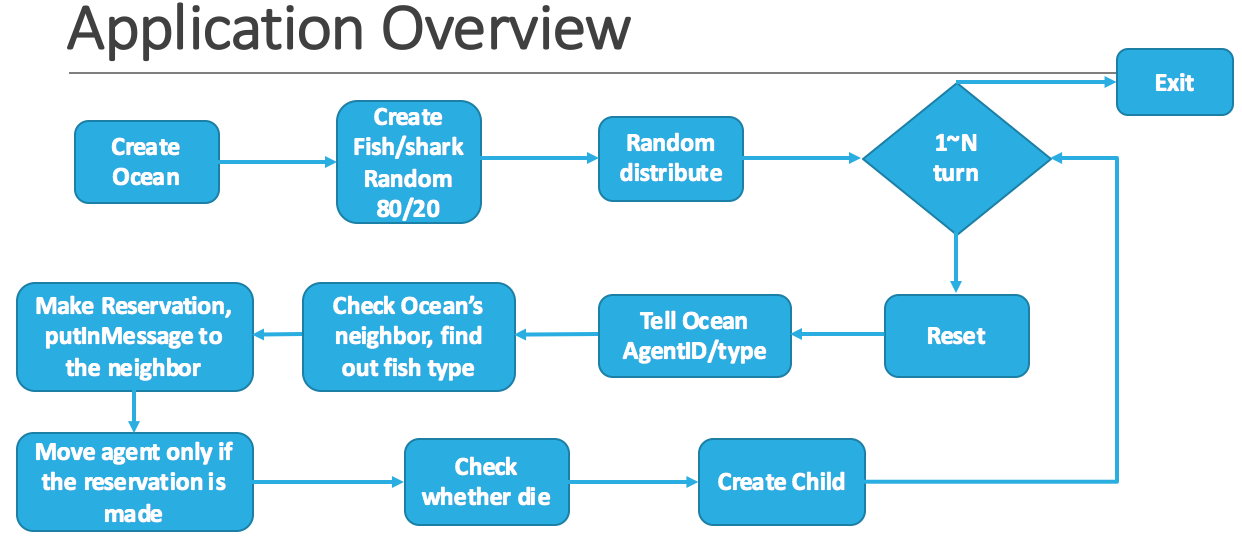 Application Overview
Exit
Create
Ocean
Create
Fish/shark
Random
80/20
Random
distribute
1~N
turn
Make Reservation,
putInMessage to
the neighbor
Check Ocean's
neighbor, find
out fish type
Tell Ocean
AgentID/type
Reset
Move agent only if
the reservation is
made
Check
whether die
Create Child